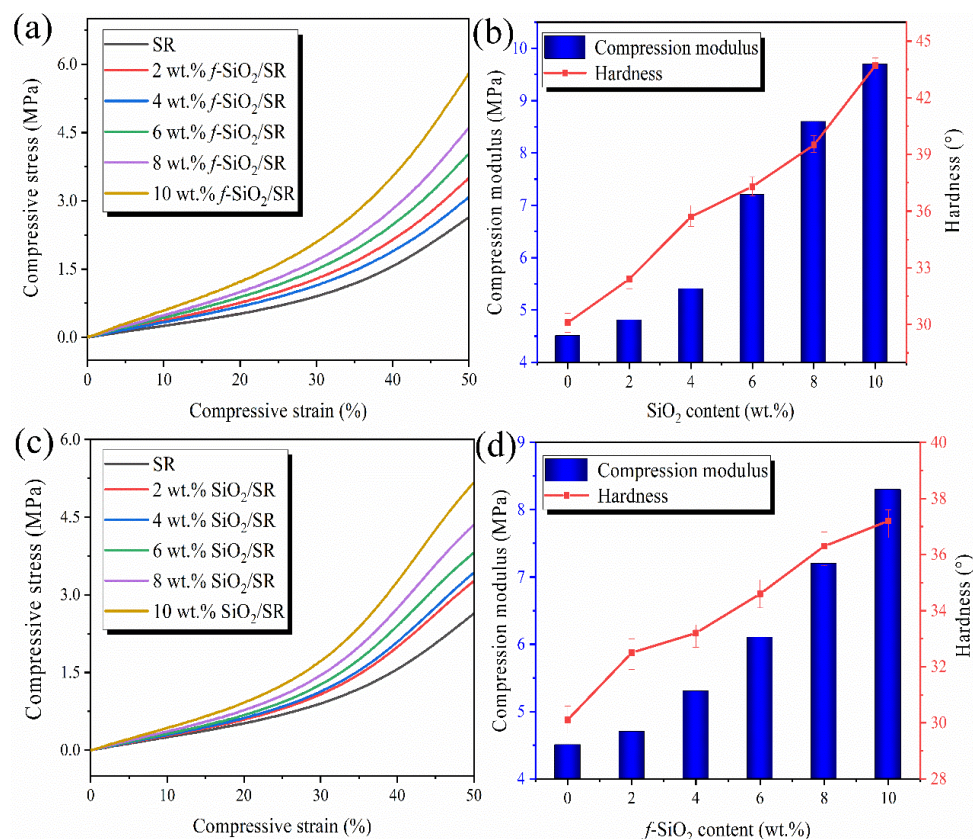 (a)
Compressive stress (MPa)
6.0
4.5
3.0
1.5
0.0
SR
2 wt.% f-SiO2/SR
4 wt.% f-SiO2/SR
6 wt.% f-SiO2/SR
8 wt.% f-SiO2/SR
10 wt.% f-SiO2/SR
0 10 20 30 40 50
Compressive strain (%)
(b)
Compression modulus (MPa)
10
9
8
7
6
5
4
Compression modulus
Hardness
45
42
39
36
33
30
Hardness (°)
0 2 4 6 8 10
SiO2 content (wt.%)
(c)
Compressive stress (MPa)
6.0
4.5
3.0
1.5
0.0
SR
2 wt.% SiO2/SR
4 wt.% SiO2/SR
6 wt.% SiO2/SR
8 wt.% SiO2/SR
10 wt.% SiO2/SR
0 10 20 30 40 50
Compressive strain (%)
(d)
Compression modulus (MPa)
9
8
7
6
5
4
Compression modulus
Hardness
40
38
36
34
32
30
28
Hardness (°)
0 2 4 6 8 10
f-SiO2 content (wt.%)